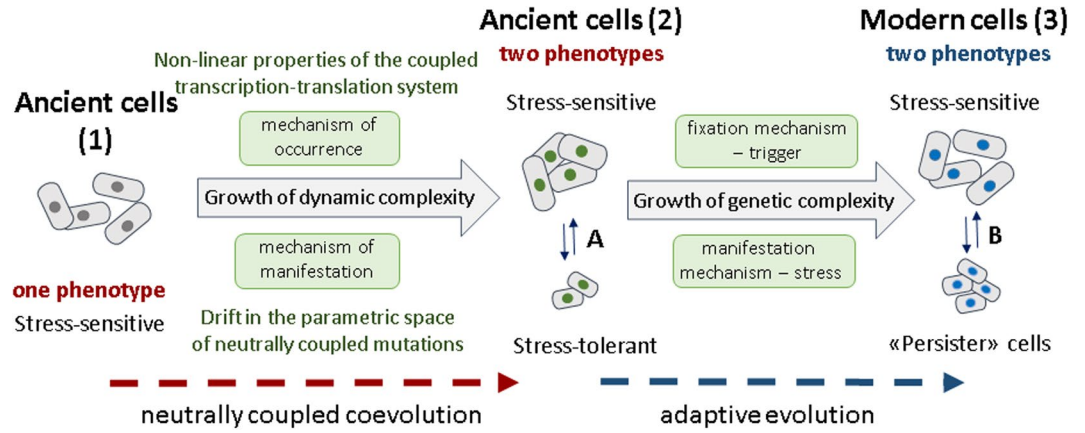 Ancient cells
(1)
one phenotype
Stress-sensitive
Non-linear properties of the coupled
transcription-translation system
mechanism of
occurrence
Growth of dynamic complexity
mechanism of
manifestation
Drift in the parametric space
of neutrally coupled mutations
neutrally coupled coevolution
Ancient cells (2)
two phenotypes
Stress-sensitive
A
Stress-tolerant
fixation mechanism
– trigger
Growth of genetic complexity
manifestation
mechanism – stress
adaptive evolution
Modern cells (3)
two phenotypes
Stress-sensitive
B
«Persister» cells